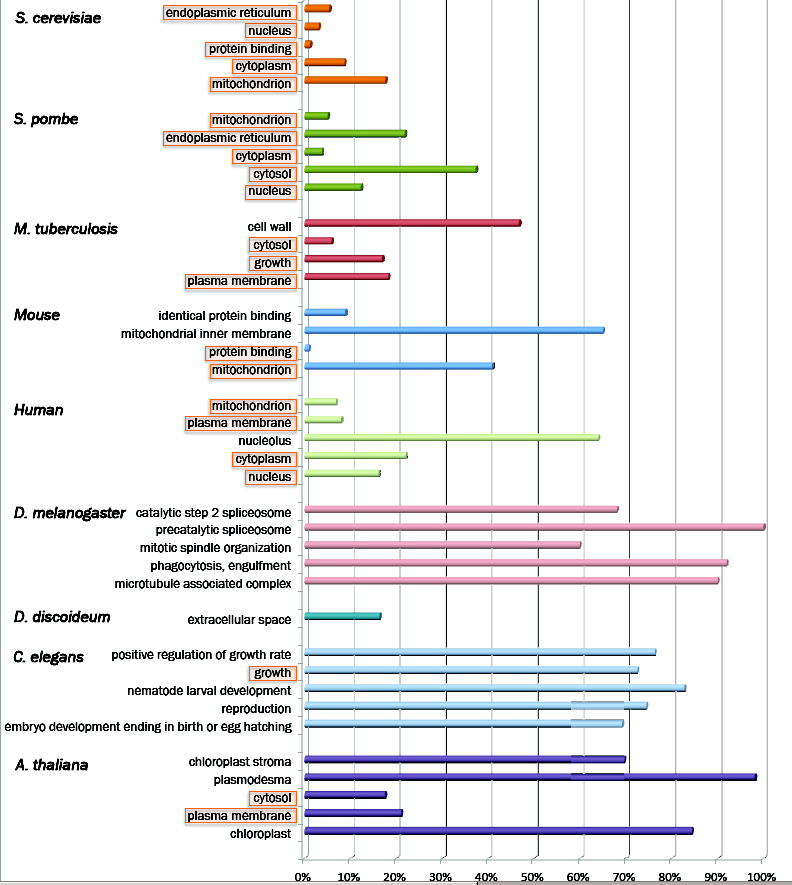 S. cerevisiae
endoplasmic reticulum
nucleus
protein binding
cytoplasm
mitochondrion
S. pombe
mitochondrion
endoplasmic reticulum
cytoplasm
cytosol
nucleus
M. tuberculosis
cell wall
cytosol
growth
plasma membrane
Mouse
identical protein binding
mitochondrial inner membrane
protein binding
mitochondrion
Human
mitochondrion
plasma membrane
nucleolus
cytoplasm
nucleus
D. melanogaster
catalytic step 2 spliceosome
precatalytic spliceosome
mitotic spindle organization
phagocytosis, engulfment
microtubule associated complex
D. discoideum
extracellular space
C. elegans
positive regulation of growth rate
growth
nematode larval development
reproduction
embryo development ending in birth or egg hatching
A. thaliana
chloroplast stroma
plasmodesma
cytosol
plasma membrane
chloroplast
0% 10% 20% 30% 40% 50% 60% 70% 80% 90% 100%